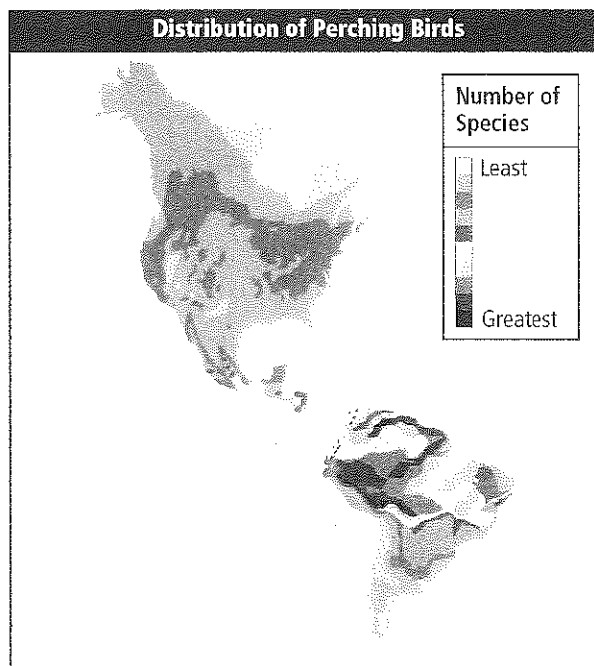 Distribution of Perching Birds
Number of
Species
Least
Greatest